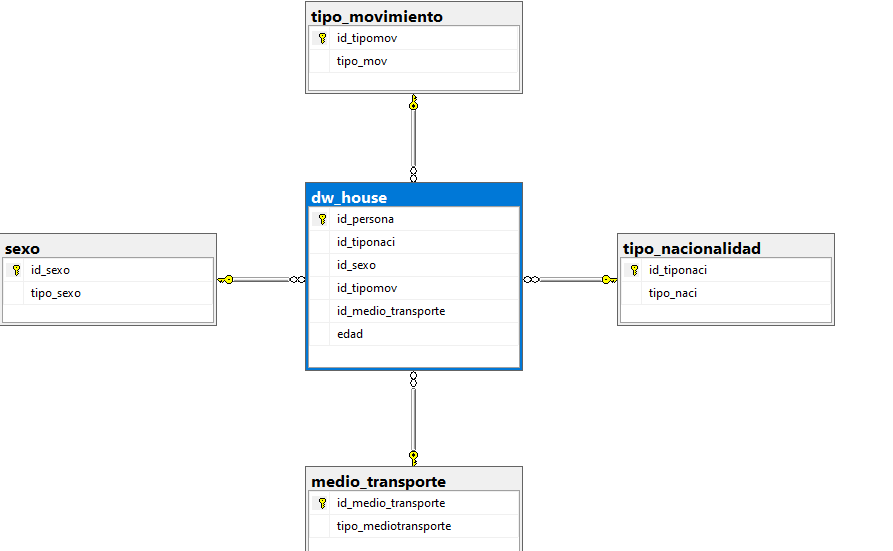 tipo_movimiento
id_tipomov
tipo_mov
dw_house
id_persona
id_tiponaci
id_sexo
id_tipomov
id_medio_transporte
edad
sexo
id_sexo
tipo_sexo
tipo_nacionalidad
id_tiponaci
tipo_naci
medio_transporte
id_medio_transporte
tipo_mediotransporte